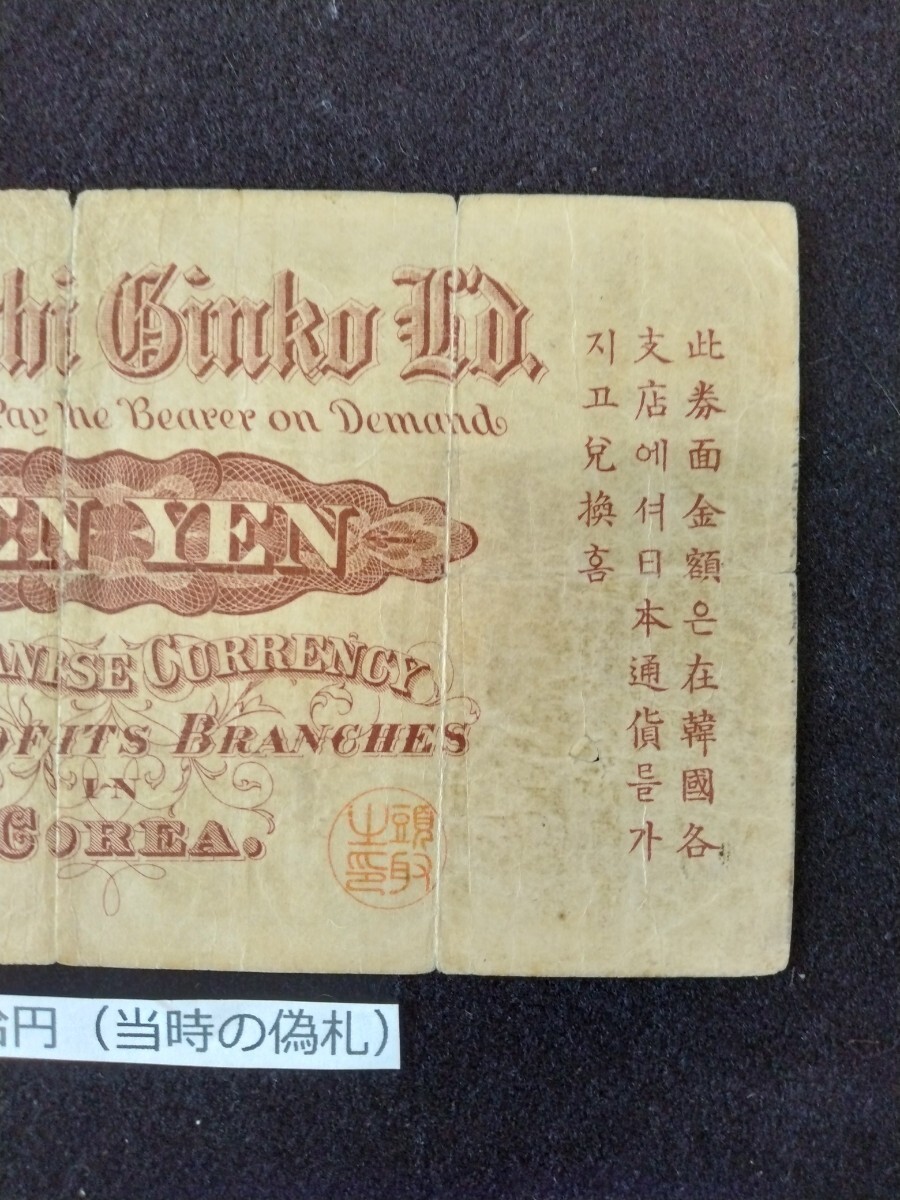 hi Ginko L'd.
Pay the Bearer on Demand
EN YEN
ANESE CURRENCY
OF ITS BRANCHES
IN
COREA.
此券面金額은在韓國各
支店에셔日本通貨를가
지고兌換홈
頭取
之印
拾円（当時の偽札）